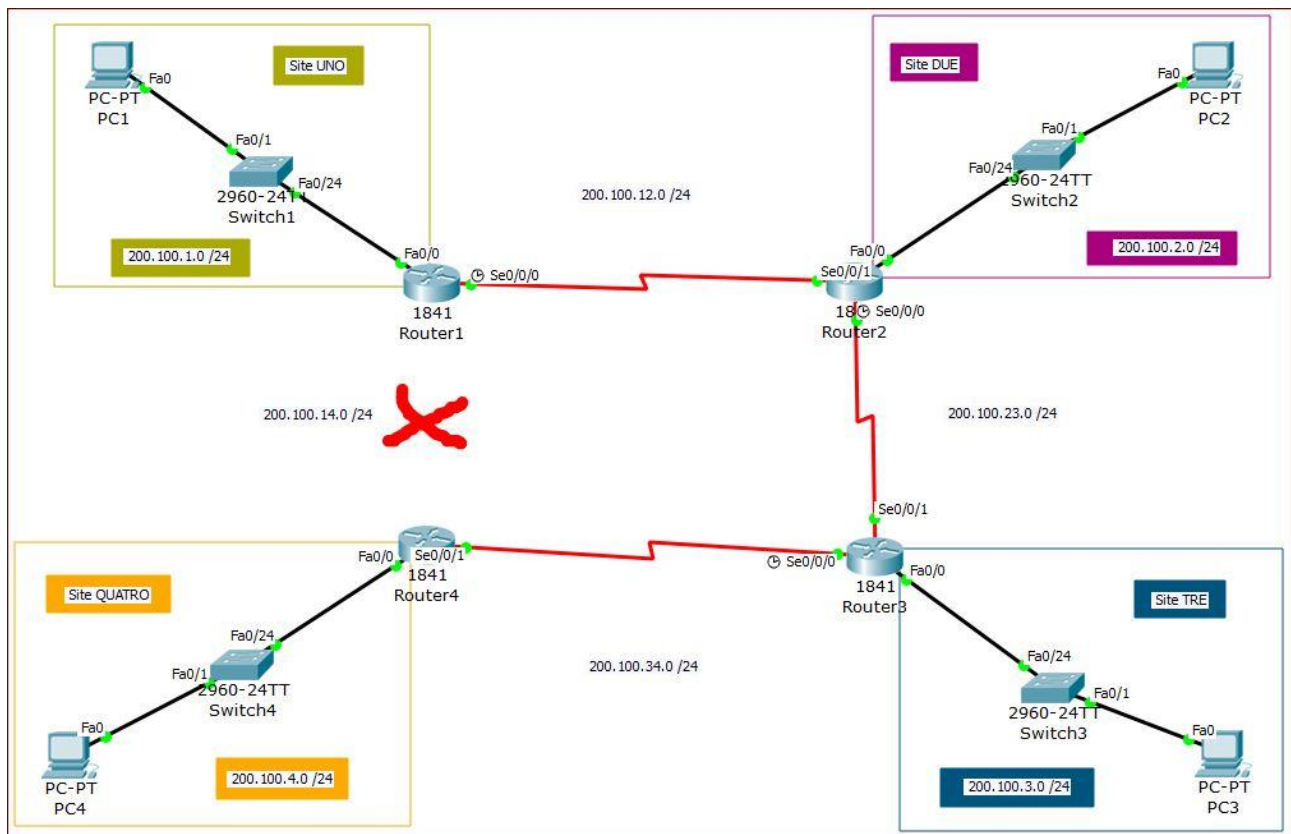 Site UNO
Fa0
PC-PT
PC1
Fa0/1
Fa0/24
2960-24TT
Switch1
200.100.1.0 /24
Fa0/0
Se0/0/0
1841
Router1
200.100.12.0 /24
Site DUE
Fa0
PC-PT
PC2
Fa0/1
Fa0/24
2960-24TT
Switch2
200.100.2.0 /24
Fa0/0
Se0/0/1
Se0/0/0
Router2
200.100.14.0 /24
200.100.23.0 /24
Se0/0/1
Se0/0/0
Fa0/0
1841
Router3
Fa0/0
Se0/0/1
1841
Router4
Site QUATRO
Fa0/24
Fa0/1
2960-24TT
Switch4
Fa0
PC-PT
PC4
200.100.4.0 /24
200.100.34.0 /24
Site TRE
Fa0/24
Fa0/1
2960-24TT
Switch3
Fa0
PC-PT
PC3
200.100.3.0 /24